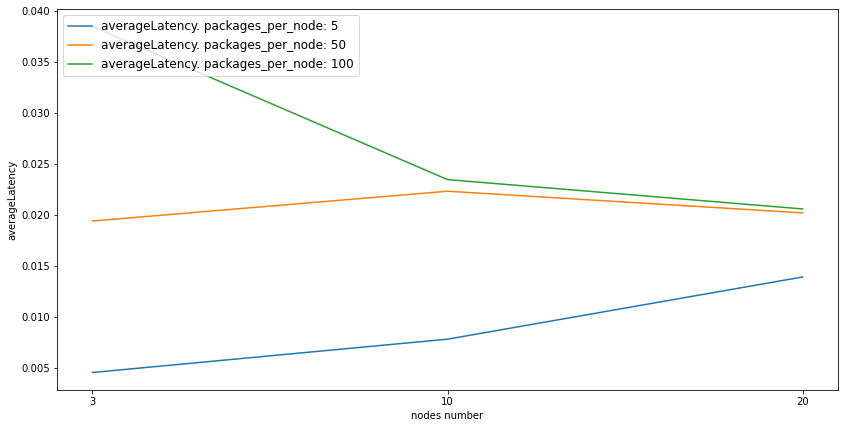 0.040
0.035
0.030
0.025
0.020
0.015
0.010
0.005
averageLatency
averageLatency. packages_per_node: 5
averageLatency. packages_per_node: 50
averageLatency. packages_per_node: 100
3
10
20
nodes number